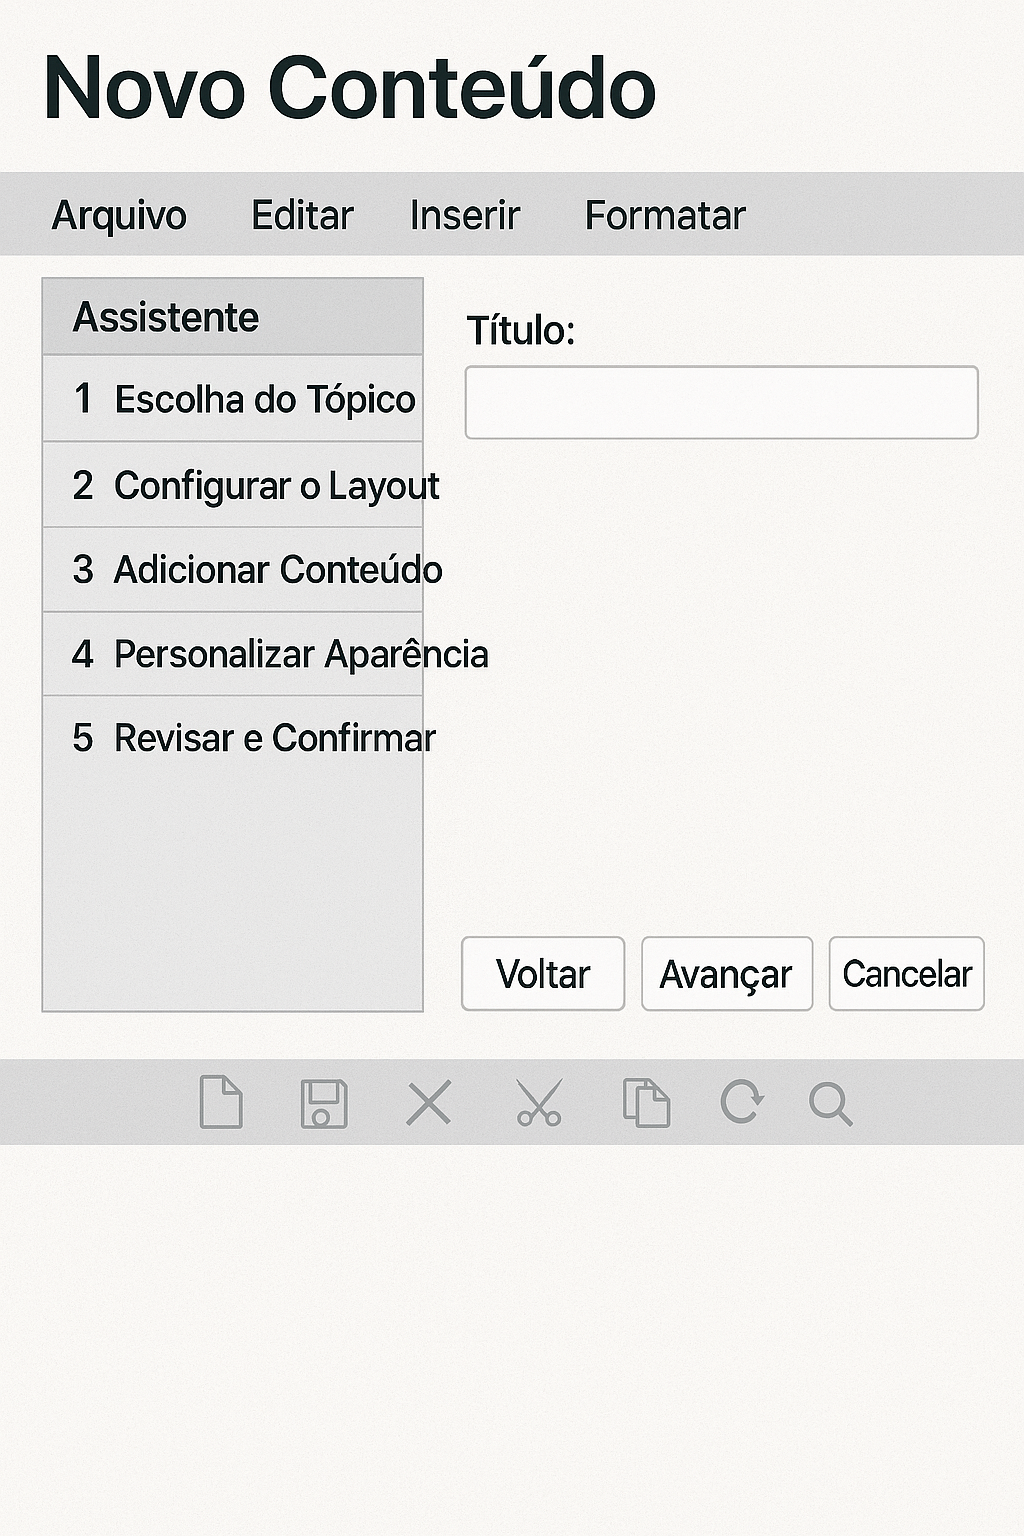 Novo Conteúdo
Arquivo Editar Inserir Formatar
Assistente
1 Escolha do Tópico
2 Configurar o Layout
3 Adicionar Conteúdo
4 Personalizar Aparência
5 Revisar e Confirmar
Título:
Voltar Avançar Cancelar